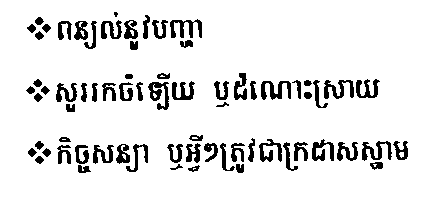 ❖ពន្យល់នូវបញ្ហា
❖សួររកចំឡើយ ឬដំណោះស្រាយ
❖កិច្ចសន្យា ឬអ្វីៗត្រូវជាក្រដាសស្នាម